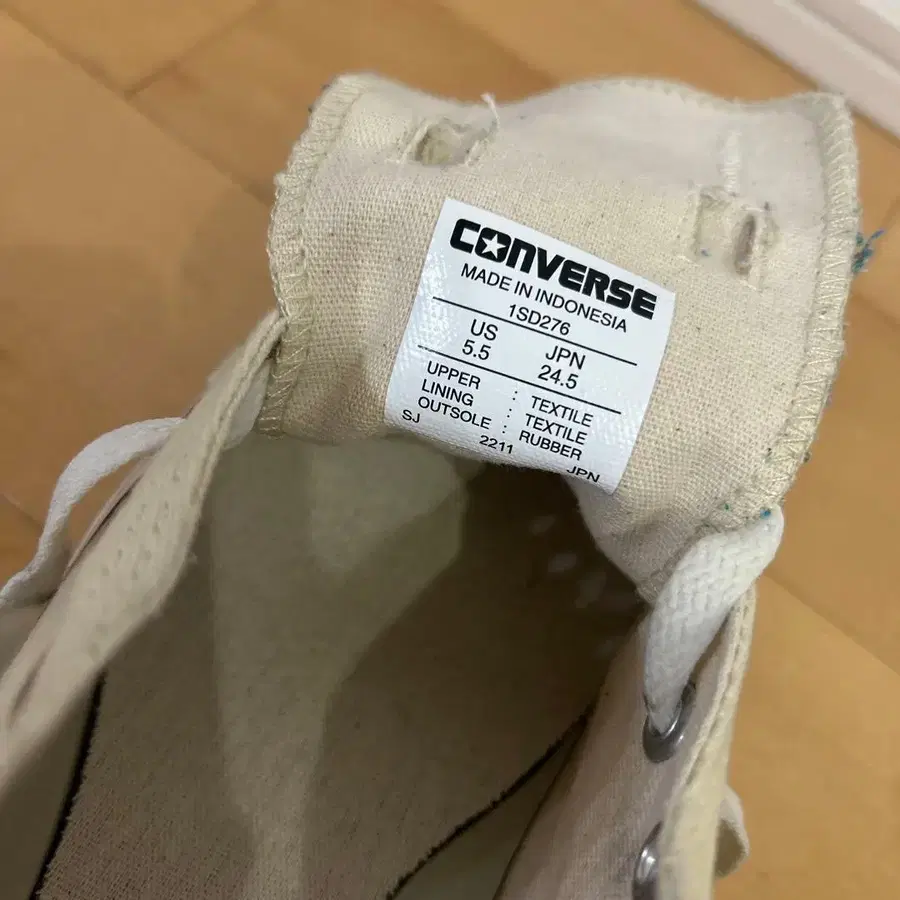 CONVERSE
MADE IN INDONESIA
1SD276
US JPN
5.5 24.5
UPPER : TEXTILE
LINING : TEXTILE
OUTSOLE : RUBBER
SJ 2211 JPN